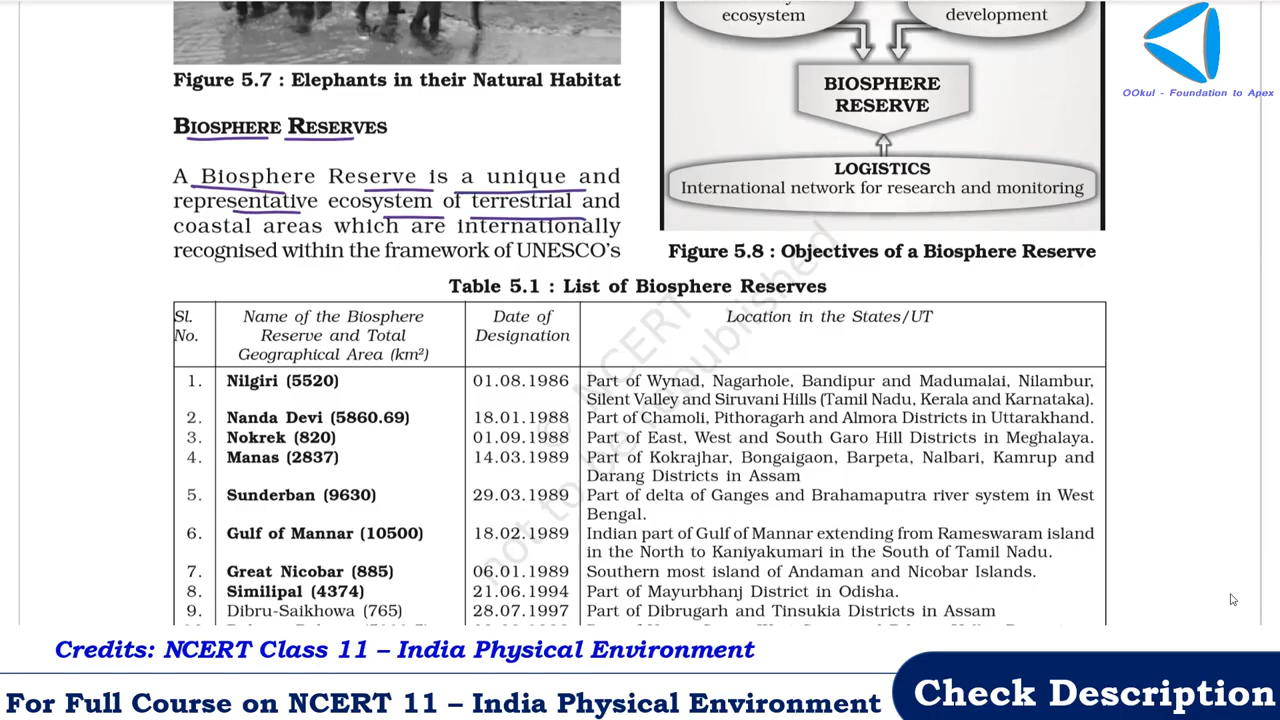 ecosystem
development
OOkul - Foundation to Apex
Figure 5.7 : Elephants in their Natural Habitat
BIOSPHERE
RESERVE
BIOSPHERE RESERVES
LOGISTICS
International network for research and monitoring
A Biosphere Reserve is a unique and
representative ecosystem of terrestrial and
coastal areas which are internationally
recognised within the framework of UNESCO's
Figure 5.8 : Objectives of a Biosphere Reserve
Table 5.1 : List of Biosphere Reserves
Sl. No. Name of the Biosphere Reserve and Total Geographical Area (km²) Date of Designation Location in the States/UT
1. Nilgiri (5520) 01.08.1986 Part of Wynad, Nagarhole, Bandipur and Madumalai, Nilambur,
Silent Valley and Siruvani Hills (Tamil Nadu, Kerala and Karnataka).
2. Nanda Devi (5860.69) 18.01.1988 Part of Chamoli, Pithoragarh and Almora Districts in Uttarakhand.
3. Nokrek (820) 01.09.1988 Part of East, West and South Garo Hill Districts in Meghalaya.
4. Manas (2837) 14.03.1989 Part of Kokrajhar, Bongaigaon, Barpeta, Nalbari, Kamrup and
Darang Districts in Assam
5. Sunderban (9630) 29.03.1989 Part of delta of Ganges and Brahamaputra river system in West
Bengal.
6. Gulf of Mannar (10500) 18.02.1989 Indian part of Gulf of Mannar extending from Rameswaram island
in the North to Kaniyakumari in the South of Tamil Nadu.
7. Great Nicobar (885) 06.01.1989 Southern most island of Andaman and Nicobar Islands.
8. Similipal (4374) 21.06.1994 Part of Mayurbhanj District in Odisha.
9. Dibru-Saikhowa (765) 28.07.1997 Part of Dibrugarh and Tinsukia Districts in Assam
© NCERT
not to be republished
Credits: NCERT Class 11 – India Physical Environment
For Full Course on NCERT 11 – India Physical Environment
Check Description